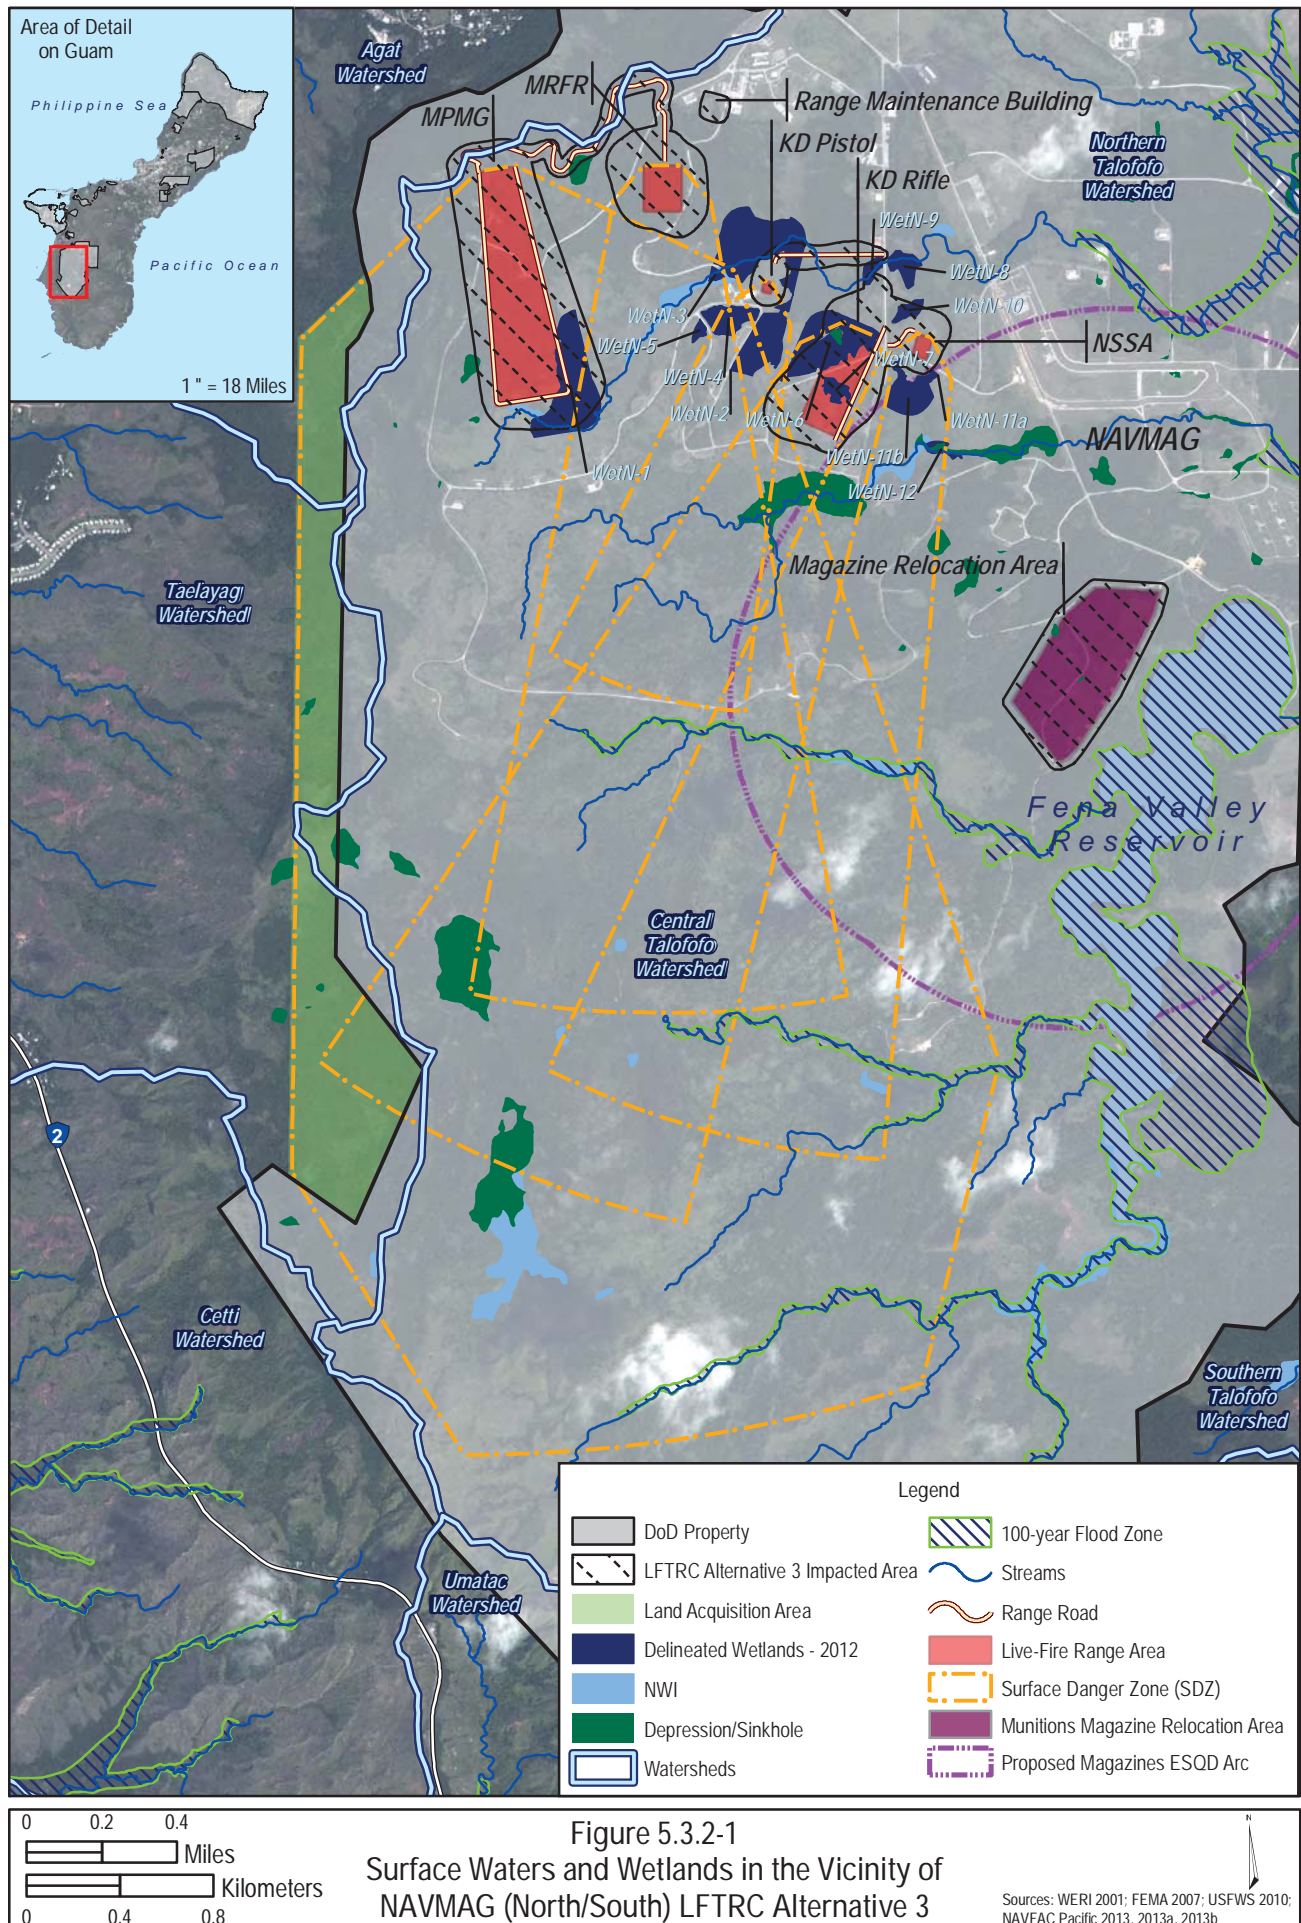 Area of Detail
on Guam
Philippine Sea
Pacific Ocean
1 " = 18 Miles
Agat
Watershed
MRFR
MPMG
Range Maintenance Building
KD Pistol
KD Rifle
Northern
Talofofo
Watershed
WetN-9
WetN-8
WetN-10
WetN-3
WetN-5
NSSA
WetN-7
WetN-4
WetN-2
WetN-6
WetN-11a
NAVMAG
WetN-11b
WetN-1
WetN-12
Magazine Relocation Area
Taelayag
Watershed
Fena Valley
Reservoir
Central
Talofofo
Watershed
2
Cetti
Watershed
Southern
Talofofo
Watershed
Umatac
Watershed
Legend
DoD Property
LFTRC Alternative 3 Impacted Area
Land Acquisition Area
Delineated Wetlands - 2012
NWI
Depression/Sinkhole
Watersheds
100-year Flood Zone
Streams
Range Road
Live-Fire Range Area
Surface Danger Zone (SDZ)
Munitions Magazine Relocation Area
Proposed Magazines ESQD Arc
0 0.2 0.4
Miles
Kilometers
0 0.4 0.8
Figure 5.3.2-1
Surface Waters and Wetlands in the Vicinity of
NAVMAG (North/South) LFTRC Alternative 3
N
Sources: WERI 2001; FEMA 2007; USFWS 2010;
NAVFAC Pacific 2013, 2013a, 2013b